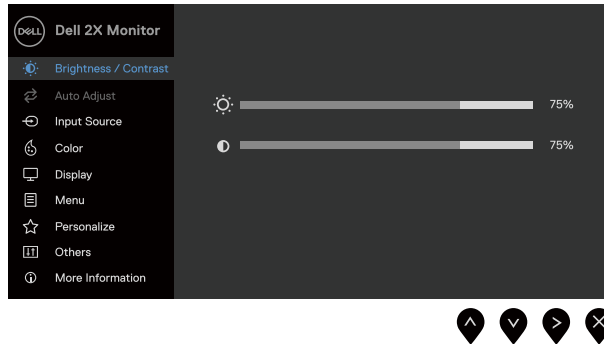 DELL
Dell 2X Monitor
Brightness / Contrast
Auto Adjust
75%
Input Source
Color
75%
Display
Menu
Personalize
Others
More Information